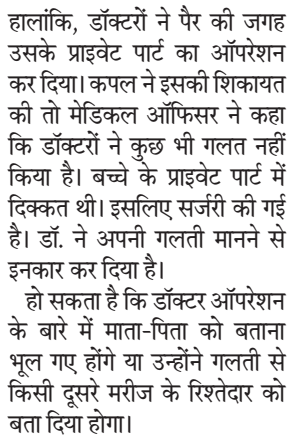 हालांकि, डॉक्टरों ने पैर की जगह
उसके प्राइवेट पार्ट का ऑपरेशन
कर दिया। कपल ने इसकी शिकायत
की तो मेडिकल ऑफिसर ने कहा
कि डॉक्टरों ने कुछ भी गलत नहीं
किया है। बच्चे के प्राइवेट पार्ट में
दिक्कत थी। इसलिए सर्जरी की गई
है। डॉ. ने अपनी गलती मानने से
इनकार कर दिया है।
हो सकता है कि डॉक्टर ऑपरेशन
के बारे में माता-पिता को बताना
भूल गए होंगे या उन्होंने गलती से
किसी दूसरे मरीज के रिश्तेदार को
बता दिया होगा।